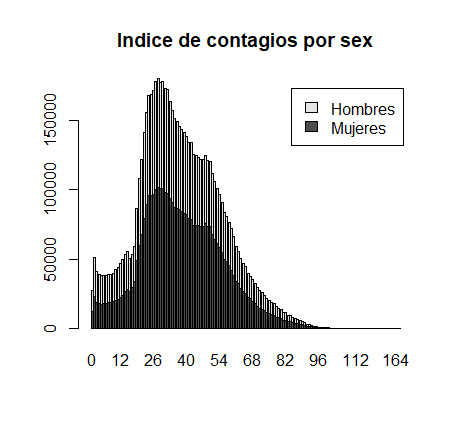 Indice de contagios por sex
Hombres
Mujeres
150000
100000
50000
0
0 12 26 40 54 68 82 96 112 164